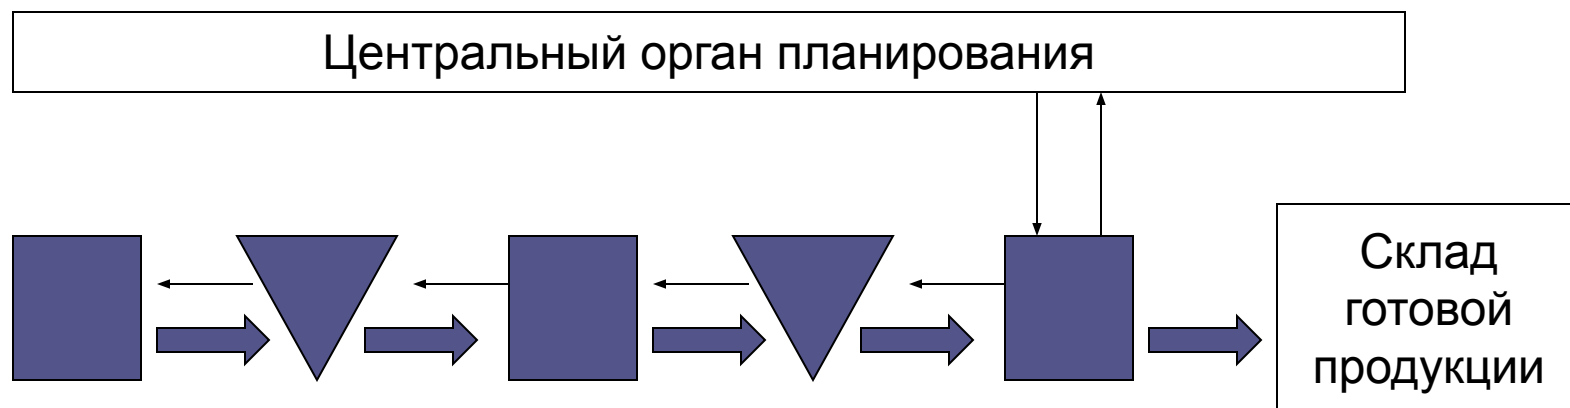 Центральный орган планирования
Склад
готовой
продукции